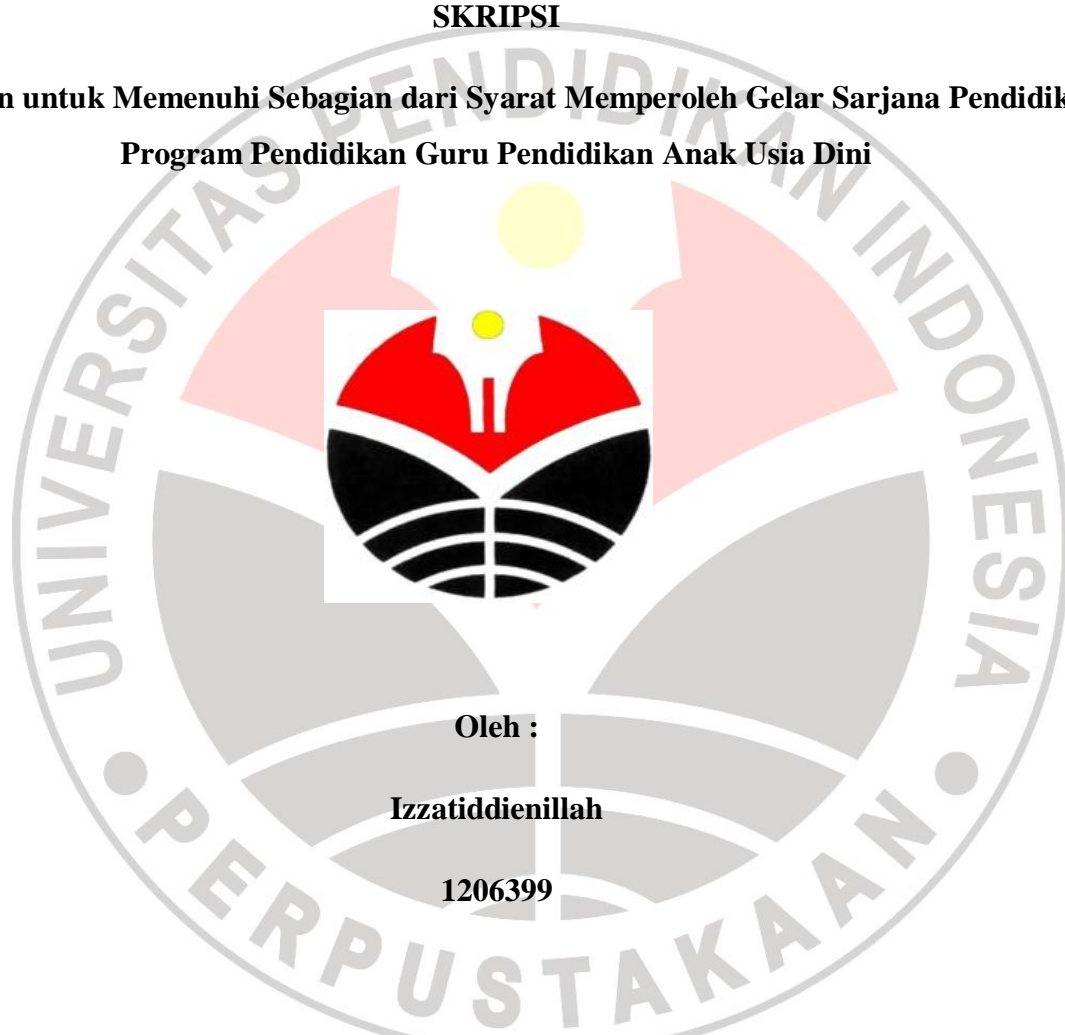 SKRIPSI
n untuk Memenuhi Sebagian dari Syarat Memperoleh Gelar Sarjana Pendidik
Program Pendidikan Guru Pendidikan Anak Usia Dini
UNIVERSITAS PENDIDIKAN INDONESIA
Oleh :
Izzatiddienillah
1206399
PERPUSTAKAAN